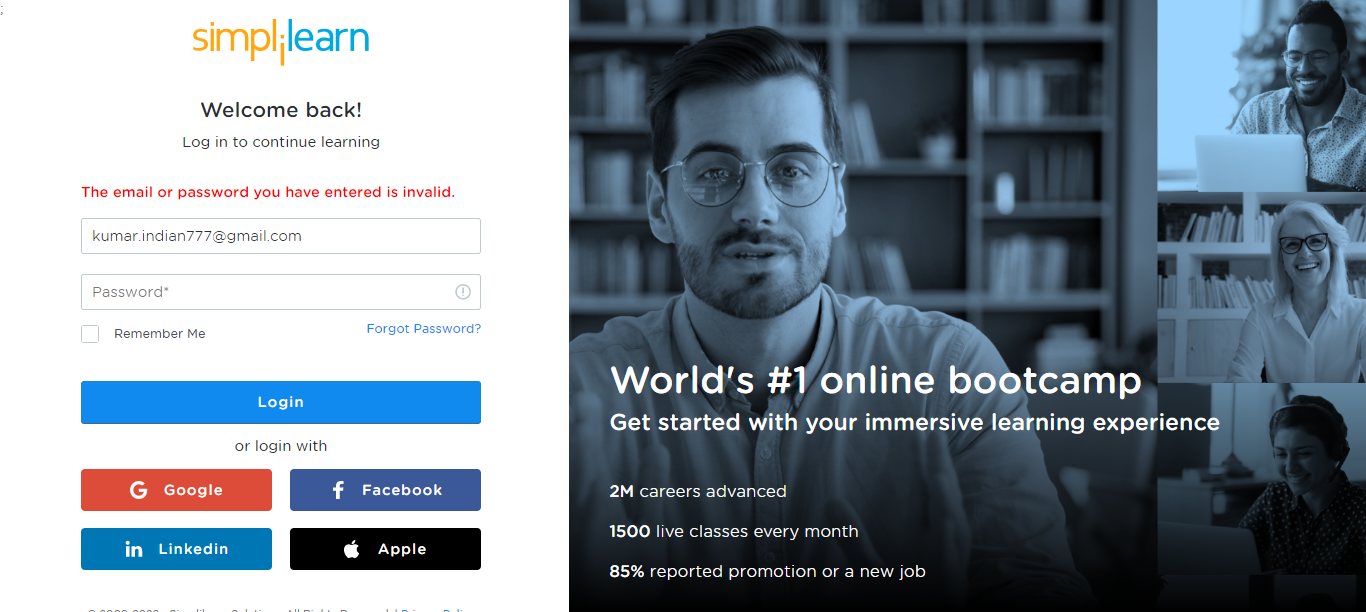 ;
simplilearn
Welcome back!
Log in to continue learning
The email or password you have entered is invalid.
kumar.indian777@gmail.com
Password*
Remember Me
Forgot Password?
Login
or login with
Google
Facebook
Linkedin
Apple
World's #1 online bootcamp
Get started with your immersive learning experience
2M careers advanced
1500 live classes every month
85% reported promotion or a new job